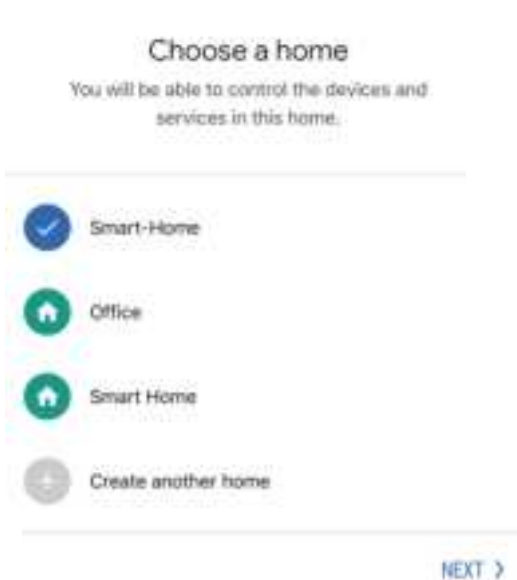 Choose a home
You will be able to control the devices and
services in this home.
Smart-Home
Office
Smart Home
Create another home
NEXT